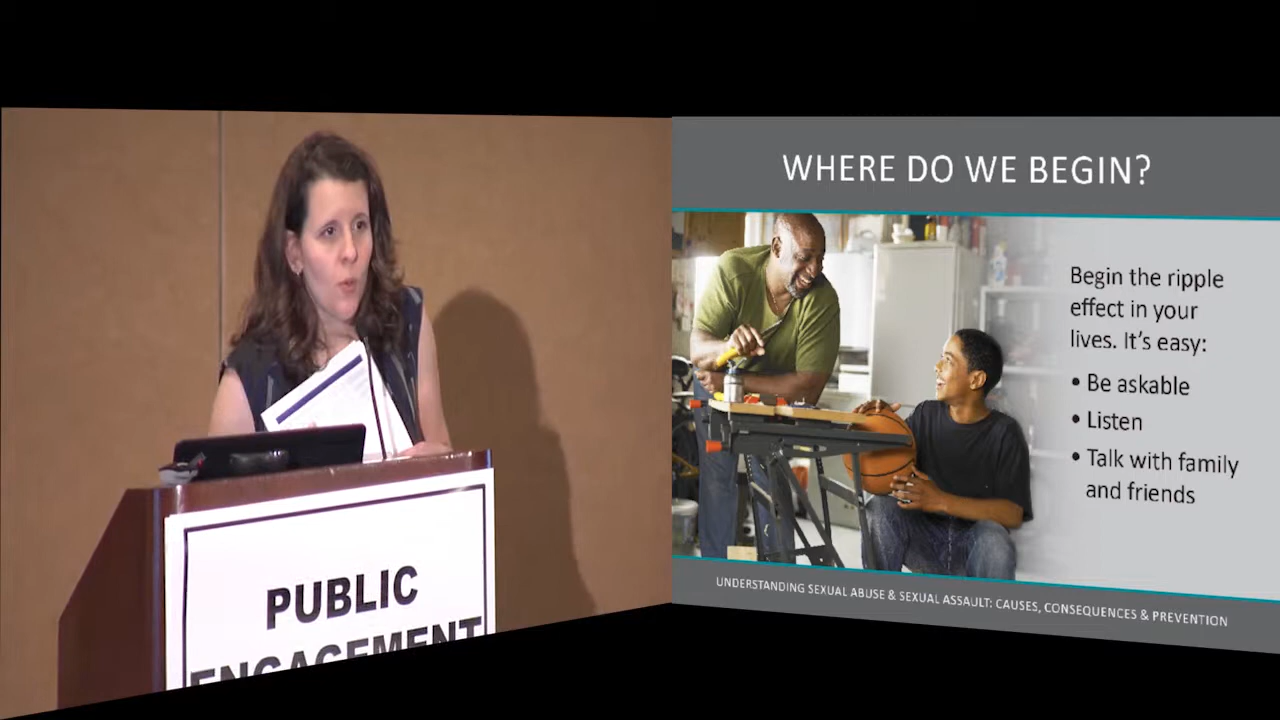 PUBLIC
ENGAGEMENT
WHERE DO WE BEGIN?
Begin the ripple
effect in your
lives. It's easy:
• Be askable
• Listen
• Talk with family
and friends
UNDERSTANDING SEXUAL ABUSE & SEXUAL ASSAULT: CAUSES, CONSEQUENCES & PREVENTION